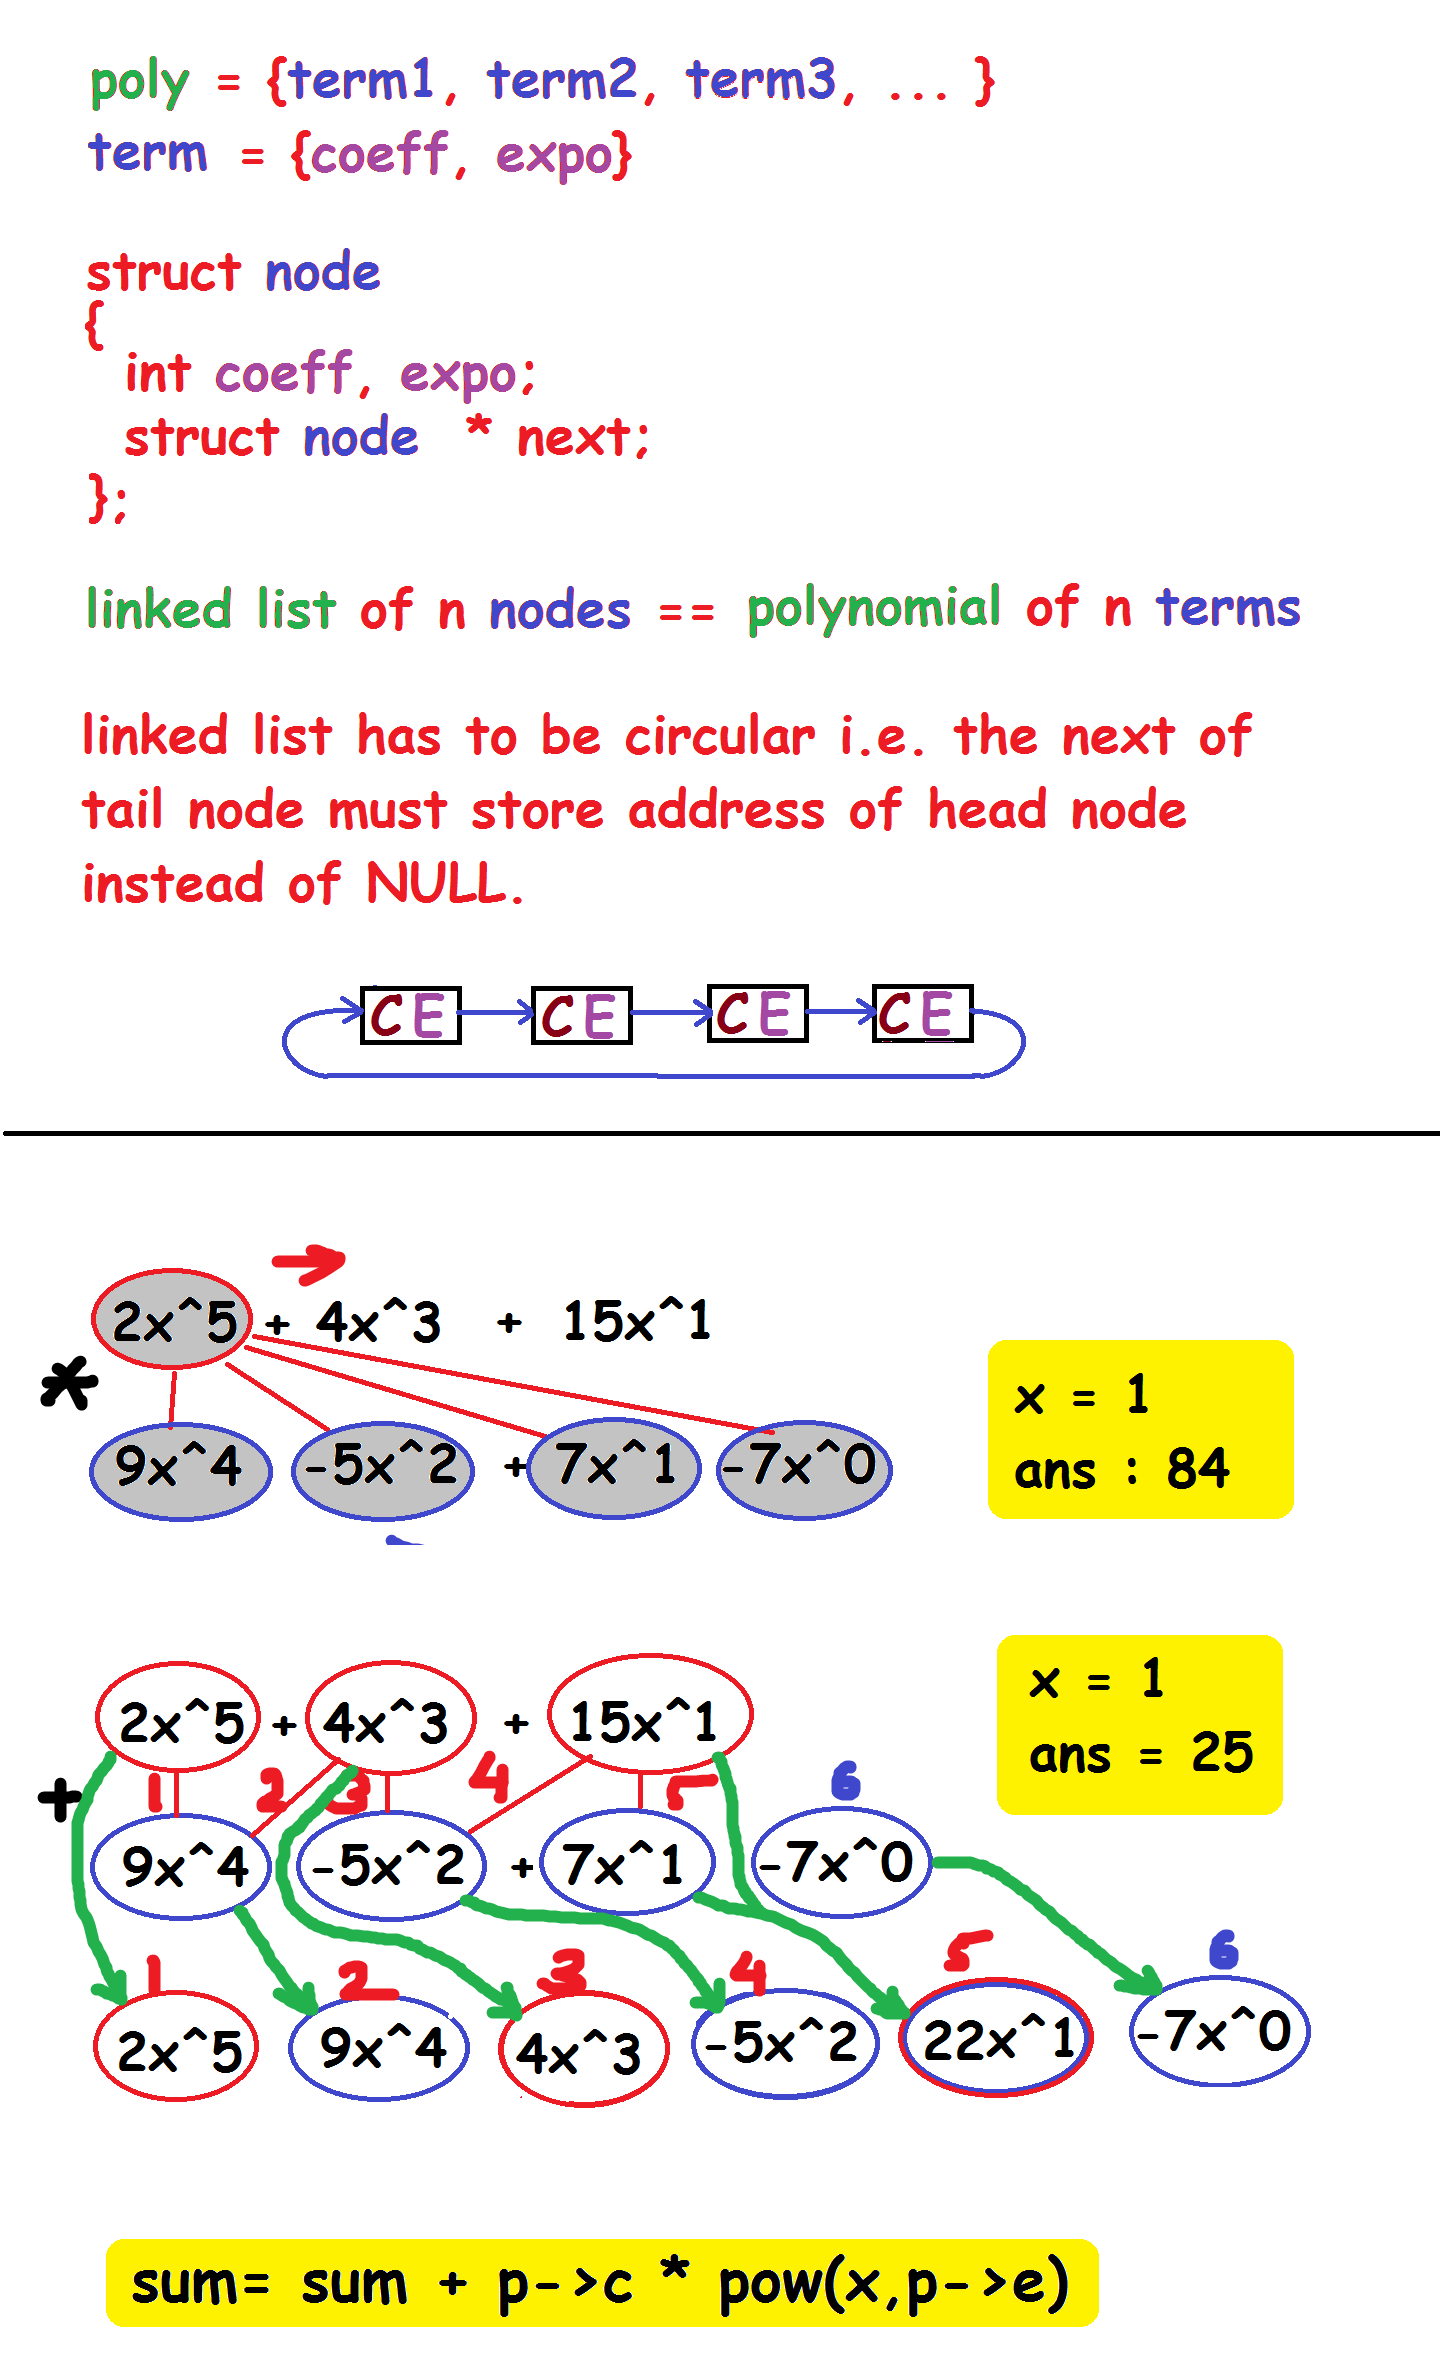 poly = {term1, term2, term3, ... }
term = {coeff, expo}
struct node
{
int coeff, expo;
struct node * next;
};
linked list of n nodes == polynomial of n terms
linked list has to be circular i.e. the next of
tail node must store address of head node
instead of NULL.
C E C E C E C E
2x^5 + 4x^3 + 15x^1
*
9x^4 -5x^2 + 7x^1 -7x^0
x = 1
ans : 84
2x^5 + 4x^3 + 15x^1
+ 1 2 3 4 5 6
9x^4 -5x^2 + 7x^1 -7x^0
x = 1
ans = 25
1 2 3 4 5 6
2x^5 9x^4 4x^3 -5x^2 22x^1 -7x^0
sum= sum + p->c * pow(x,p->e)